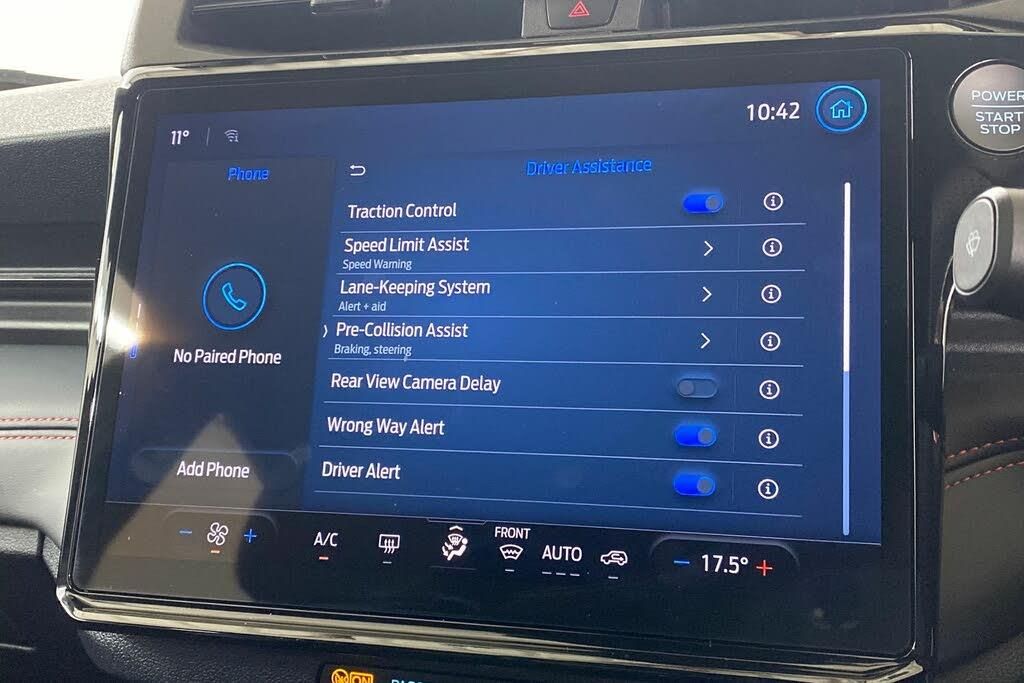 10:42
11°
POWER
START
STOP
Phone
Driver Assistance
Traction Control
Speed Limit Assist
Speed Warning
Lane-Keeping System
Alert + aid
Pre-Collision Assist
Braking, steering
No Paired Phone
Rear View Camera Delay
Wrong Way Alert
Add Phone
Driver Alert
A/C
FRONT
AUTO
17.5°
ON